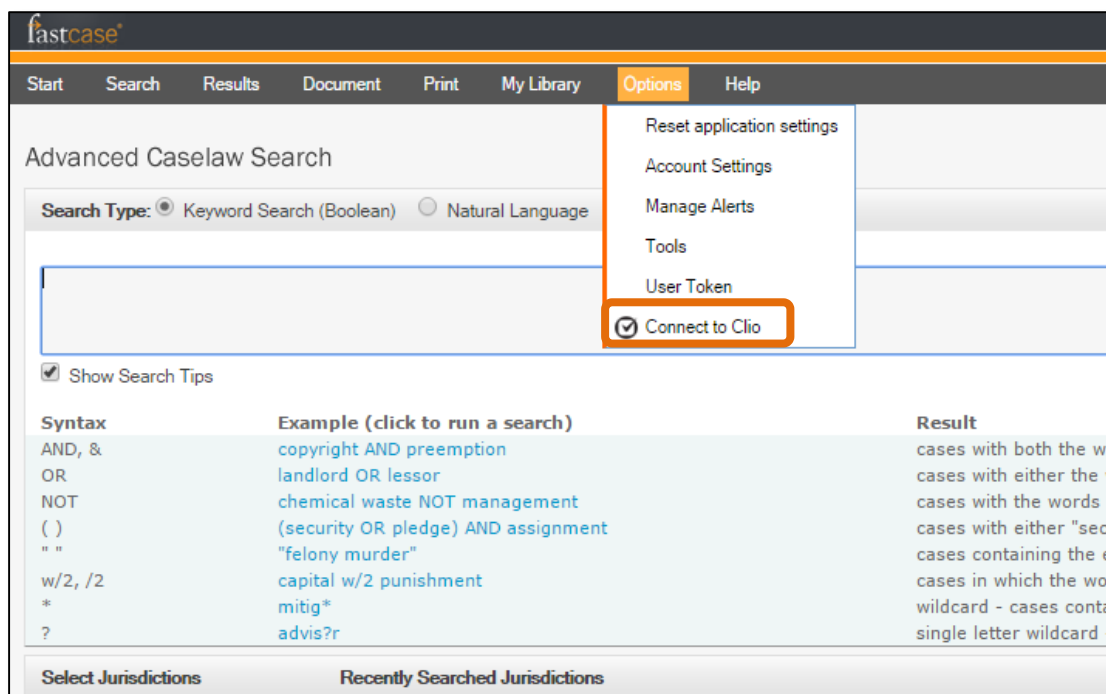 fastcase®
Start Search Results Document Print My Library Options Help
Reset application settings
Account Settings
Manage Alerts
Tools
User Token
Connect to Clio
Advanced Caselaw Search
Search Type: Keyword Search (Boolean) Natural Language
Show Search Tips
Syntax Example (click to run a search) Result
AND, & copyright AND preemption cases with both the w
OR landlord OR lessor cases with either the
NOT chemical waste NOT management cases with the words
( ) (security OR pledge) AND assignment cases with either "sec
" " "felony murder" cases containing the e
w/2, /2 capital w/2 punishment cases in which the wo
* mitig* wildcard - cases conta
? advis?r single letter wildcard
Select Jurisdictions Recently Searched Jurisdictions